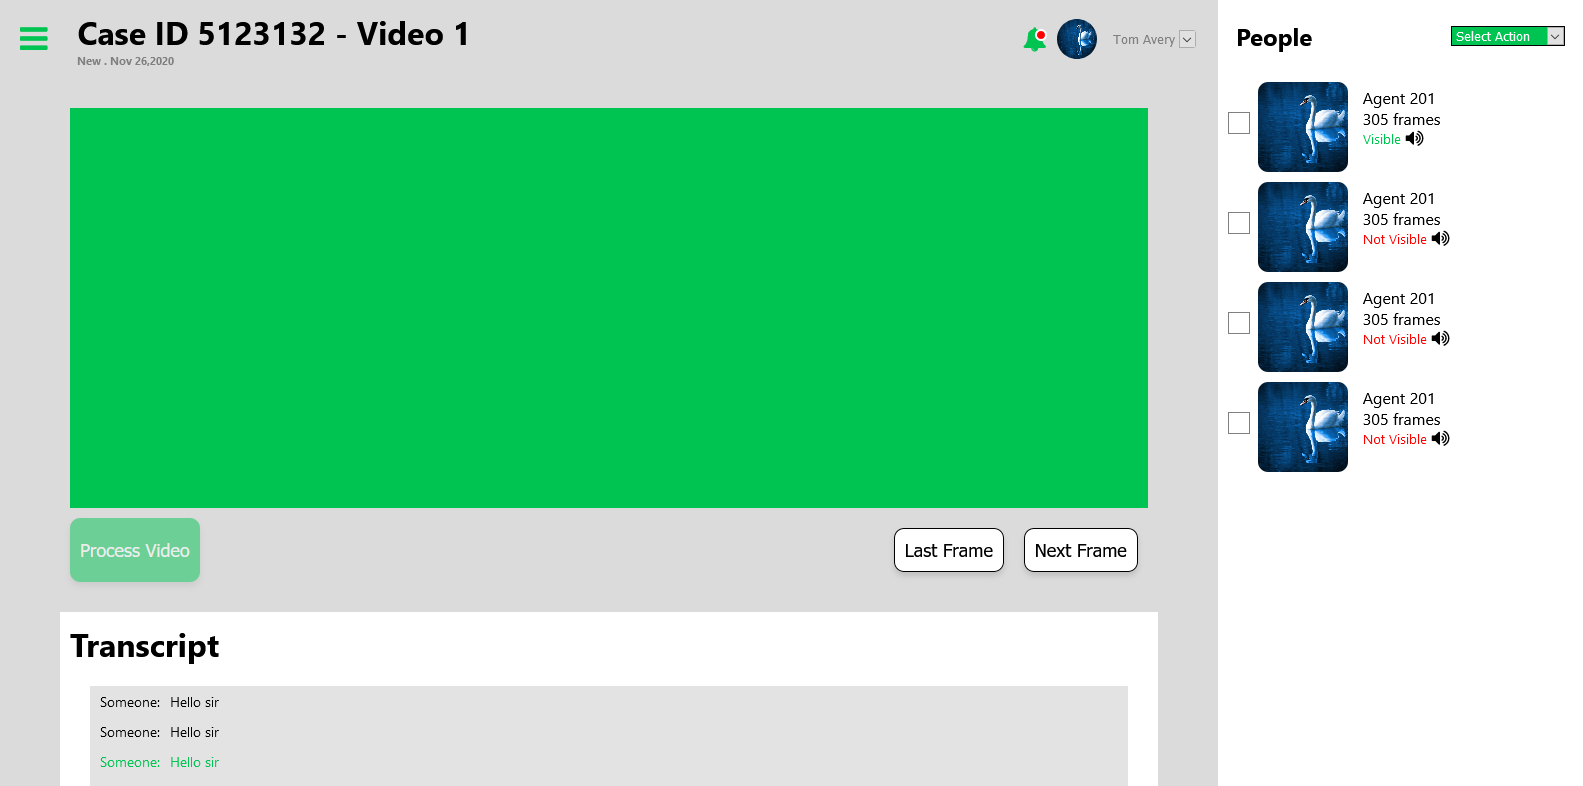 Case ID 5123132 - Video 1
New . Nov 26,2020
Tom Avery
Process Video
Last Frame
Next Frame
Transcript
Someone: Hello sir
Someone: Hello sir
Someone: Hello sir
People
Select Action
Agent 201
305 frames
Visible
Agent 201
305 frames
Not Visible
Agent 201
305 frames
Not Visible
Agent 201
305 frames
Not Visible